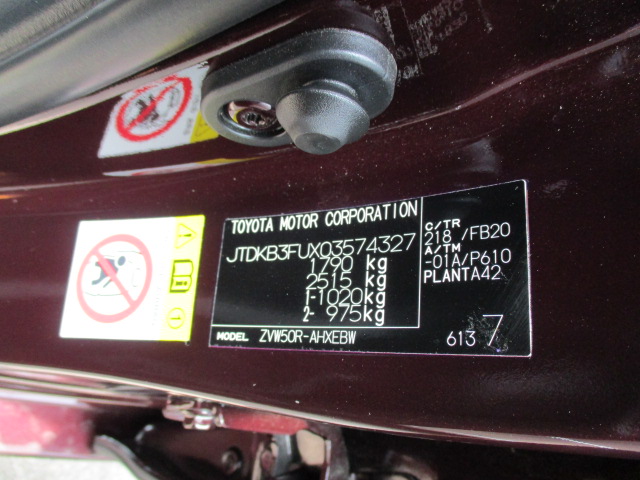 TOYOTA MOTOR CORPORATION
JTDKB3FUX03574327
1790 kg
2515 kg
1-1020kg
2- 975kg
MODEL ZVW50R-AHXEBW
C/TR
218 /FB20
A/TM
-01A/P610
PLANTA42
613 7